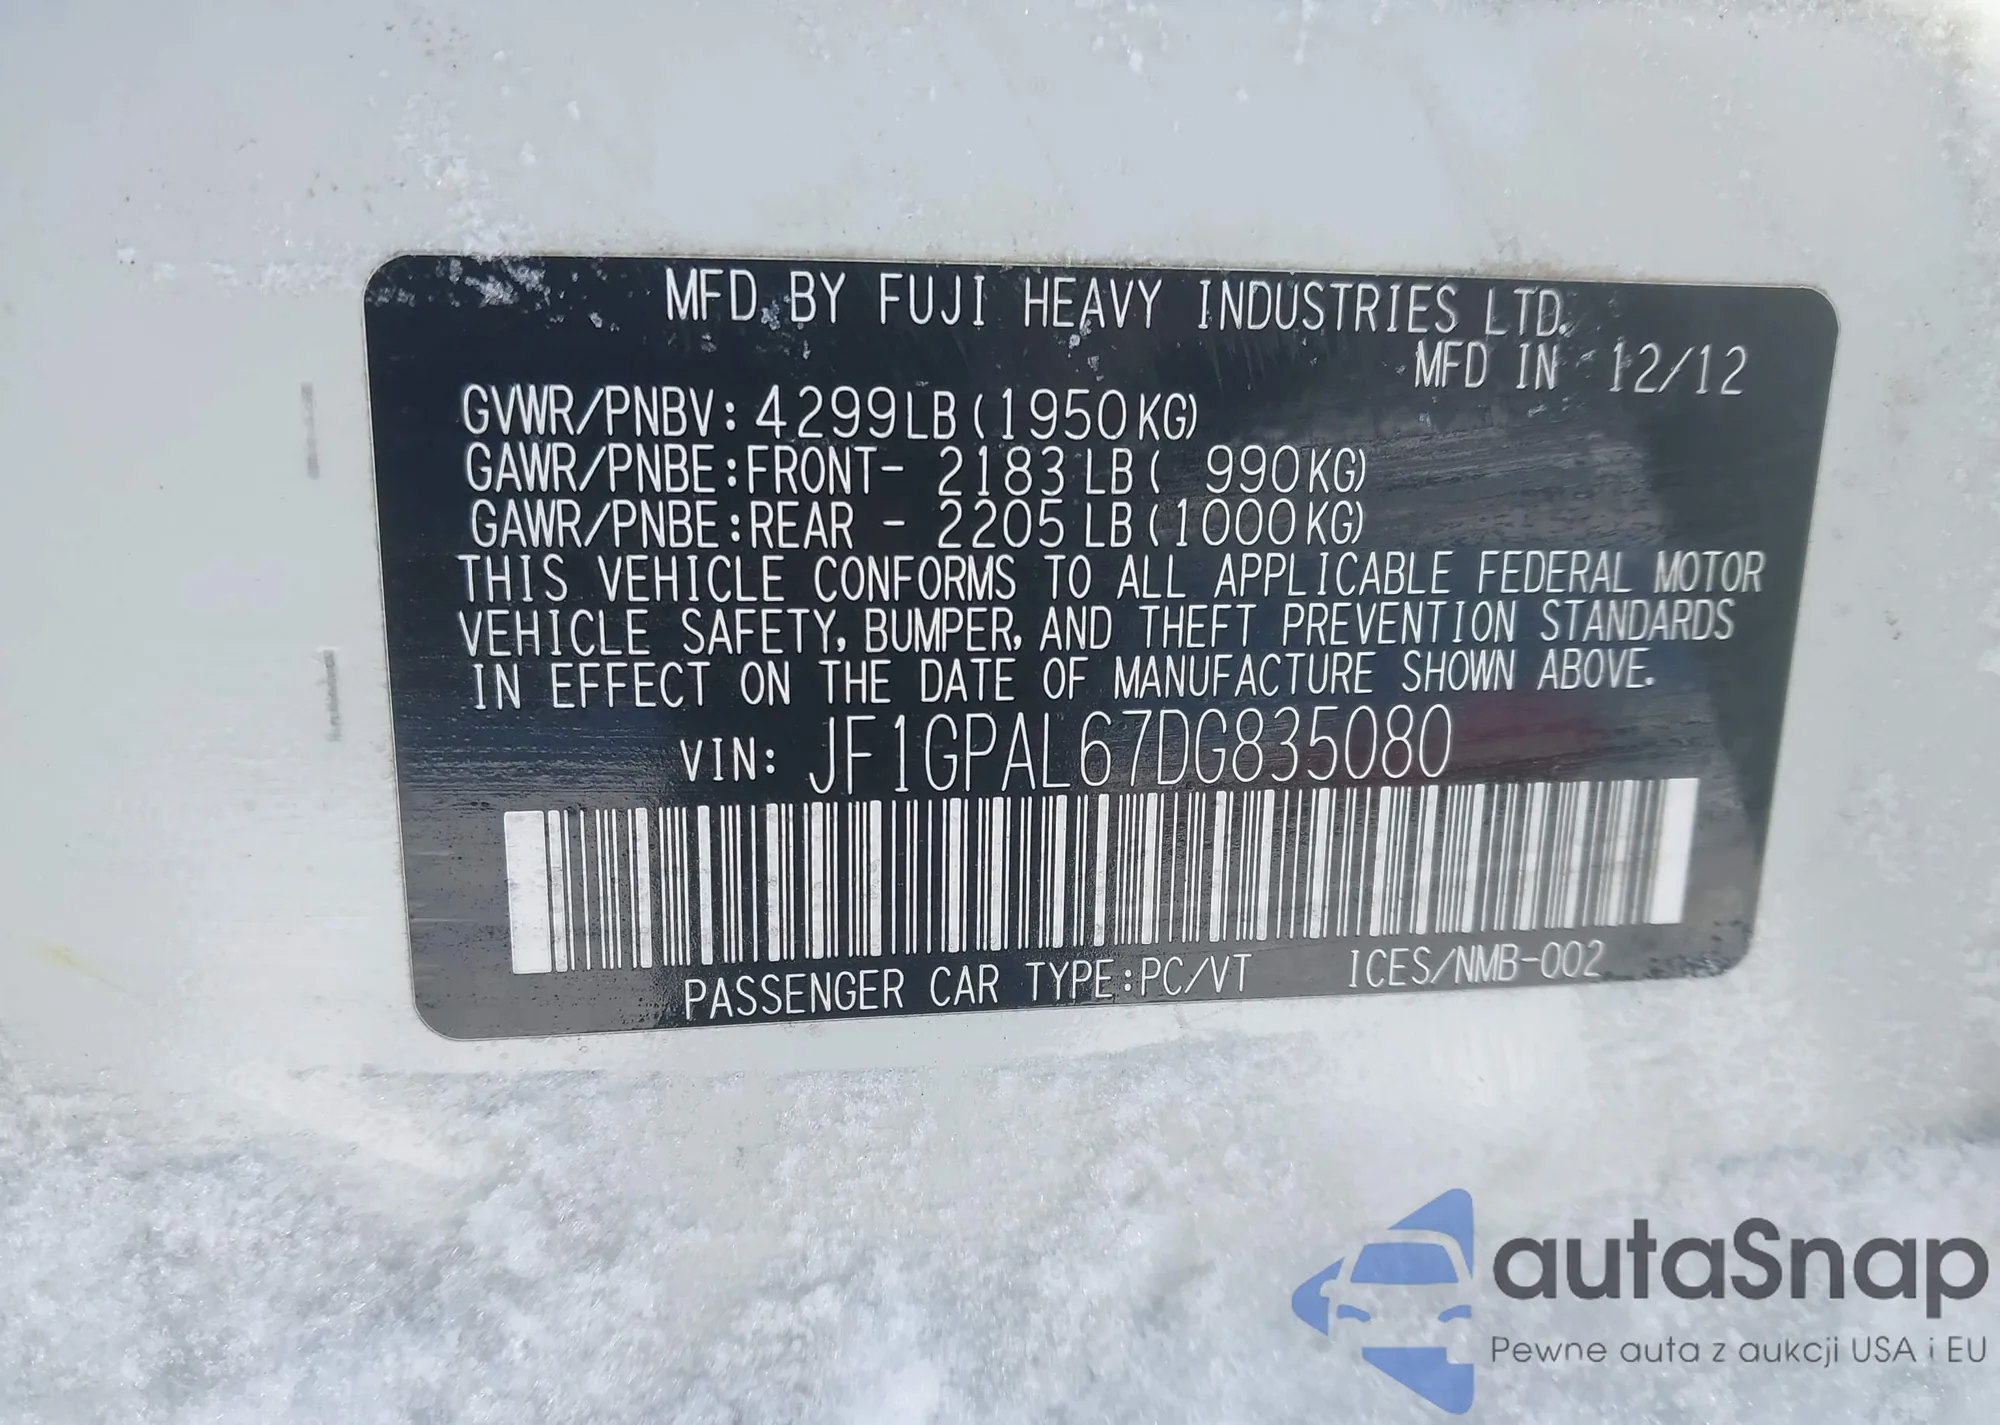 MFD.BY FUJI HEAVY INDUSTRIES LTD.
MFD IN 12/12
GVWR/PNBV:4299LB(1950KG)
GAWR/PNBE:FRONT- 2183LB( 990KG)
GAWR/PNBE:REAR - 2205LB(1000KG)
THIS VEHICLE CONFORMS TO ALL APPLICABLE FEDERAL MOTOR
VEHICLE SAFETY, BUMPER, AND THEFT PREVENTION STANDARDS
IN EFFECT ON THE DATE OF MANUFACTURE SHOWN ABOVE.
VIN: JF1GPAL67DG835080
PASSENGER CAR TYPE:PC/VT ICES/NMB-002
autaSnap
Pewne auta z aukcji USA i EU